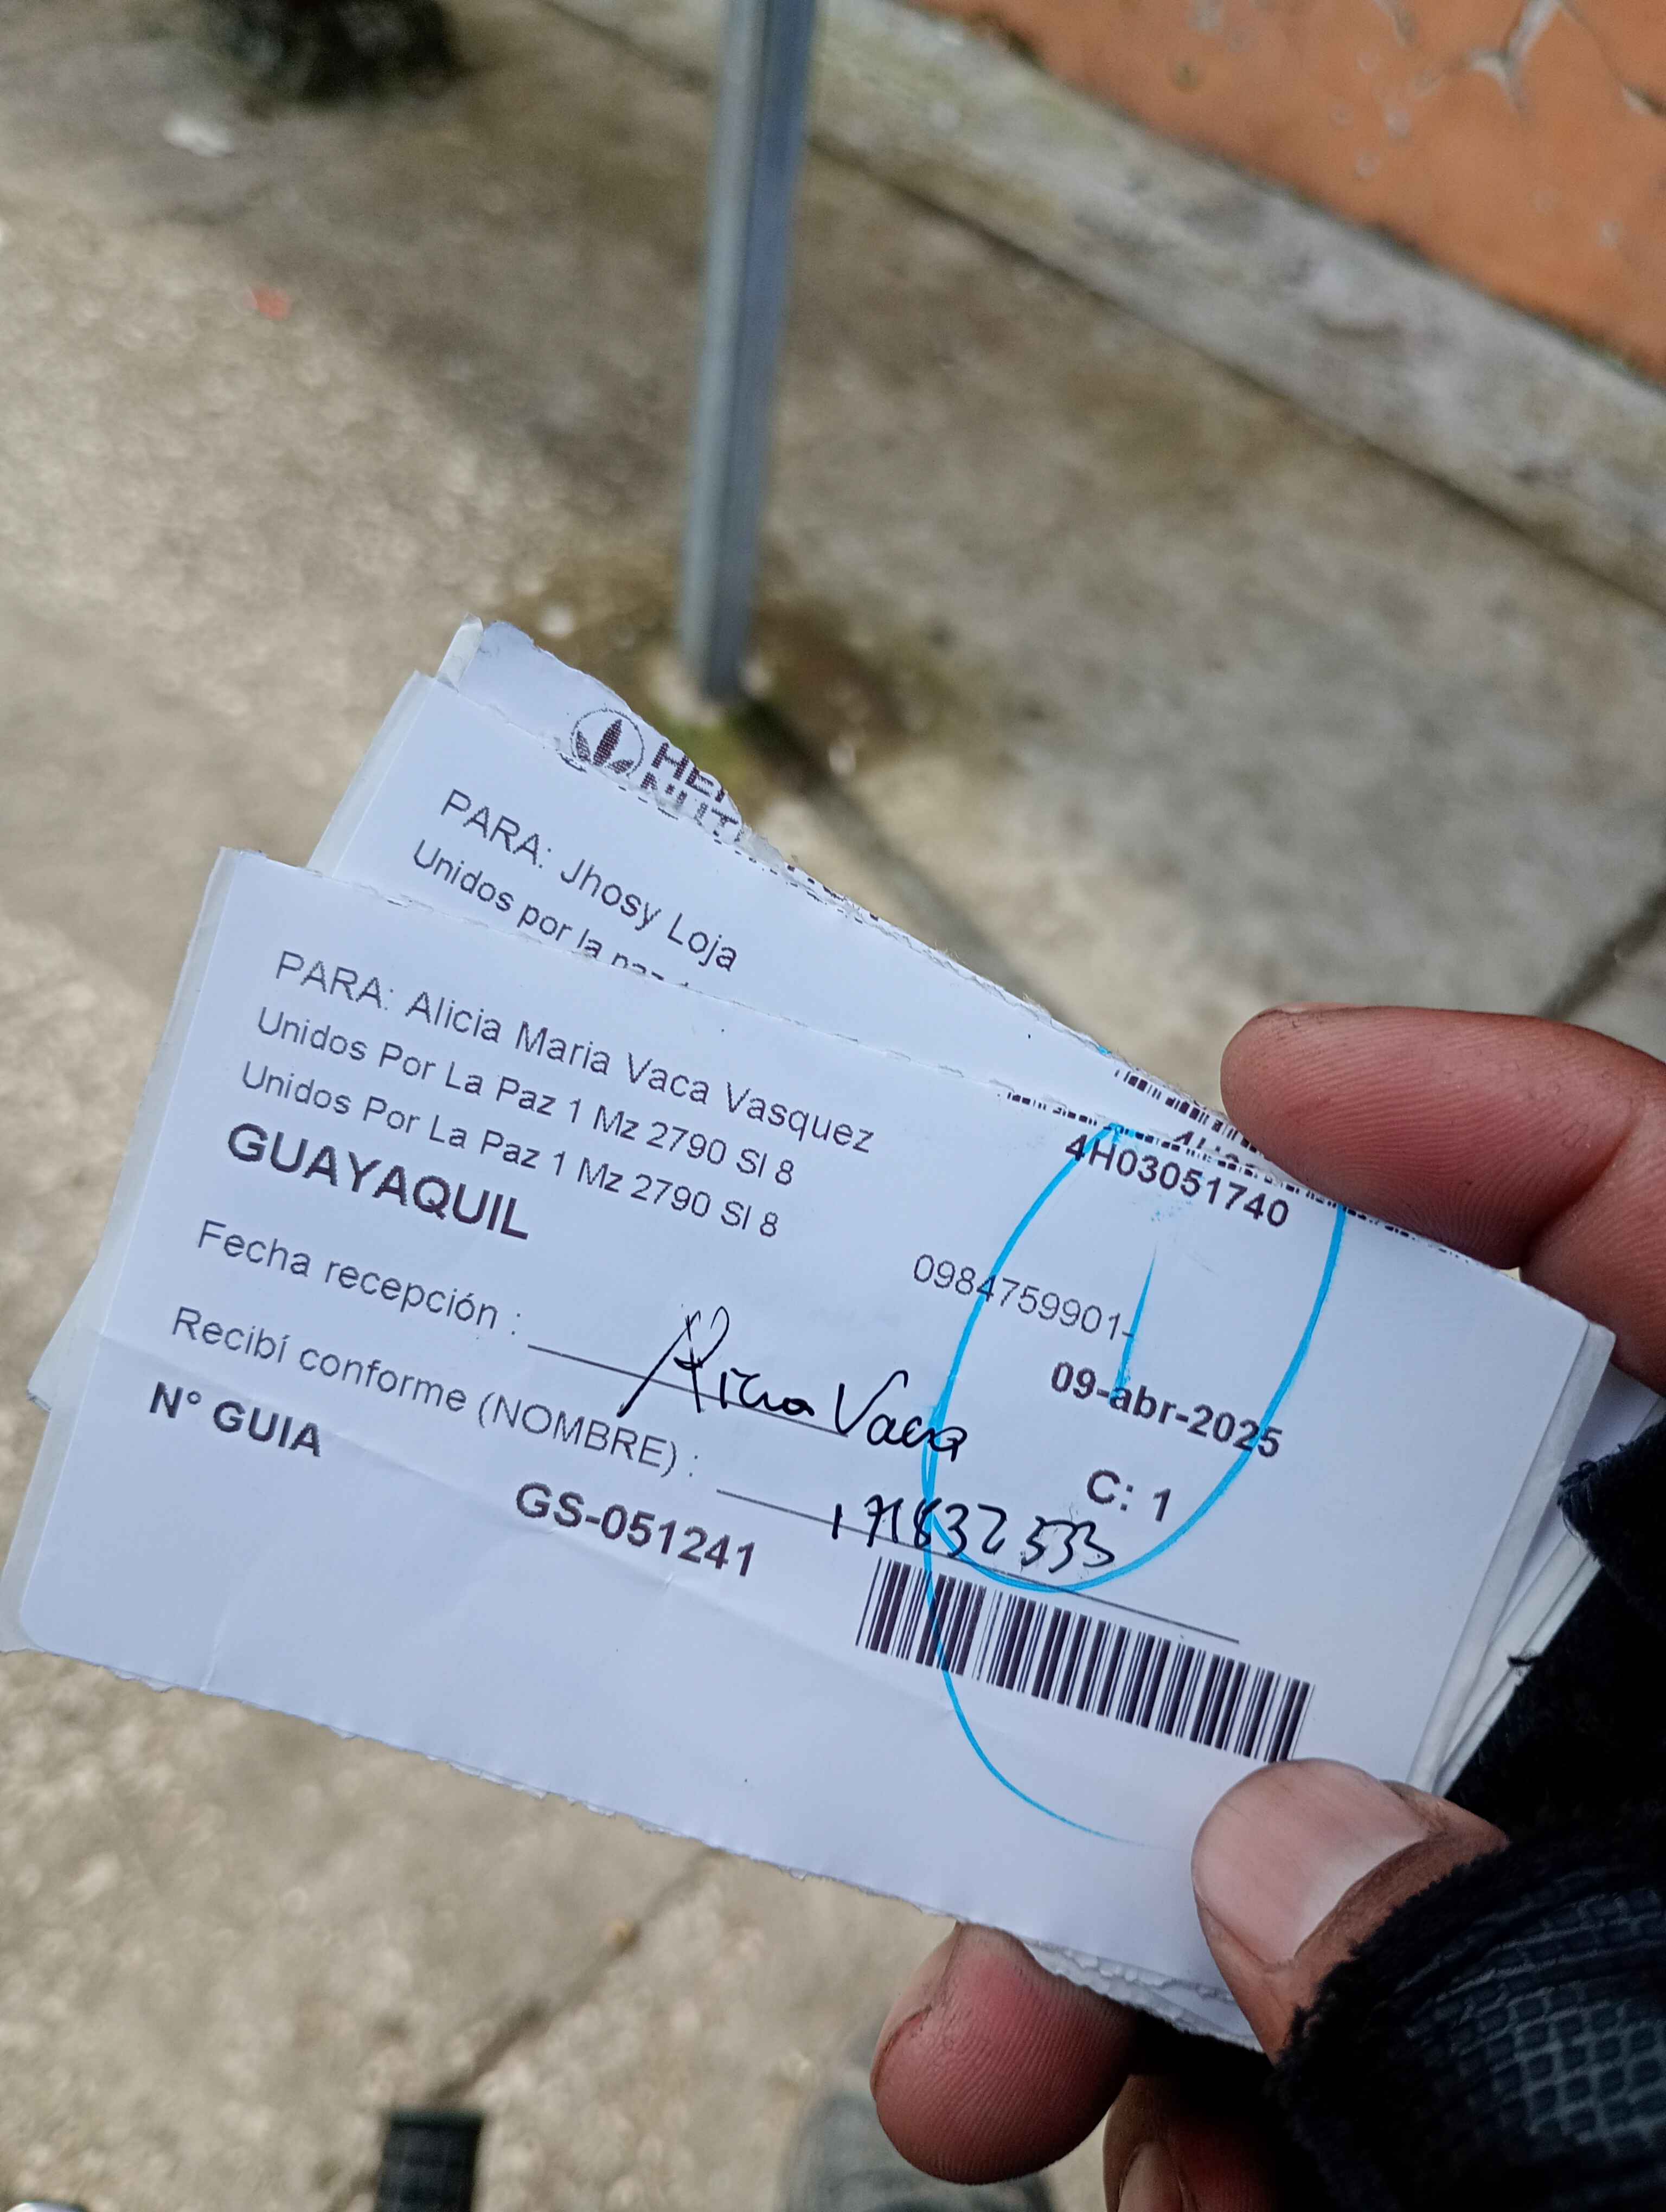 PARA: Jhosy Loja
Unidos por la paz
PARA: Alicia Maria Vaca Vasquez
Unidos Por La Paz 1 Mz 2790 Sl 8
Unidos Por La Paz 1 Mz 2790 Sl 8
GUAYAQUIL
4H03051740
0984759901-
09-abr-2025
Fecha recepción :
Alicia Vaca
C: 1
Recibí conforme (NOMBRE) :
N° GUIA
GS-051241